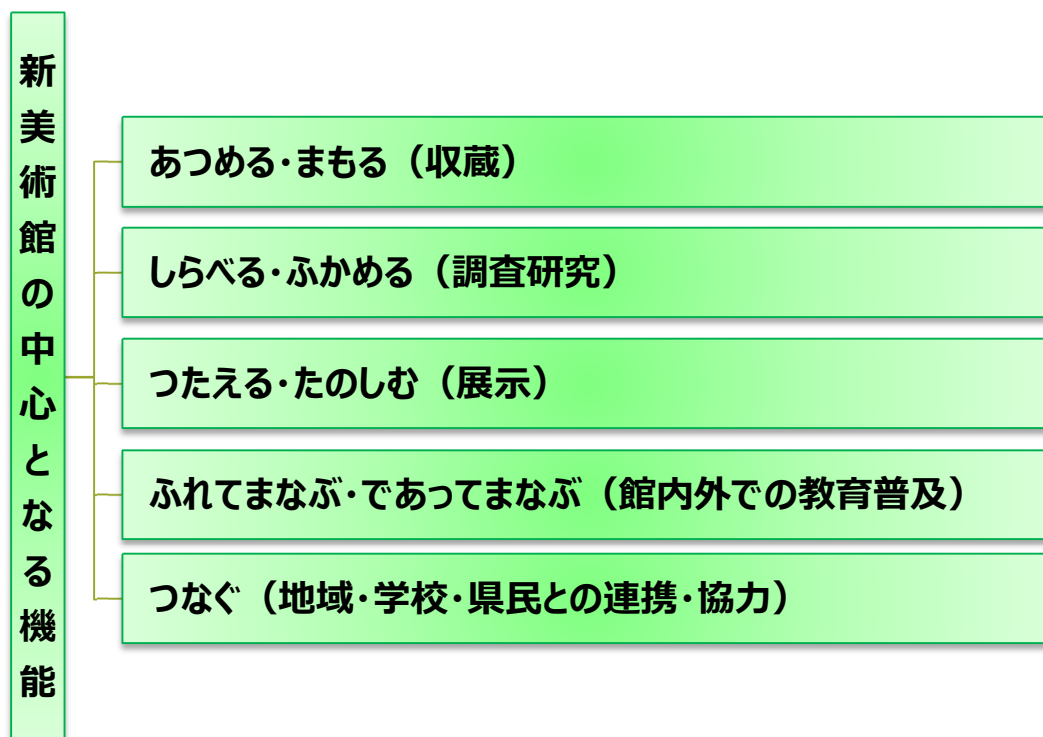 新美術館の中心となる機能
あつめる・まもる（収蔵）
しらべる・ふかめる（調査研究）
つたえる・たのしむ（展示）
ふれてまなぶ・であってまなぶ（館内外での教育普及）
つなぐ（地域・学校・県民との連携・協力）